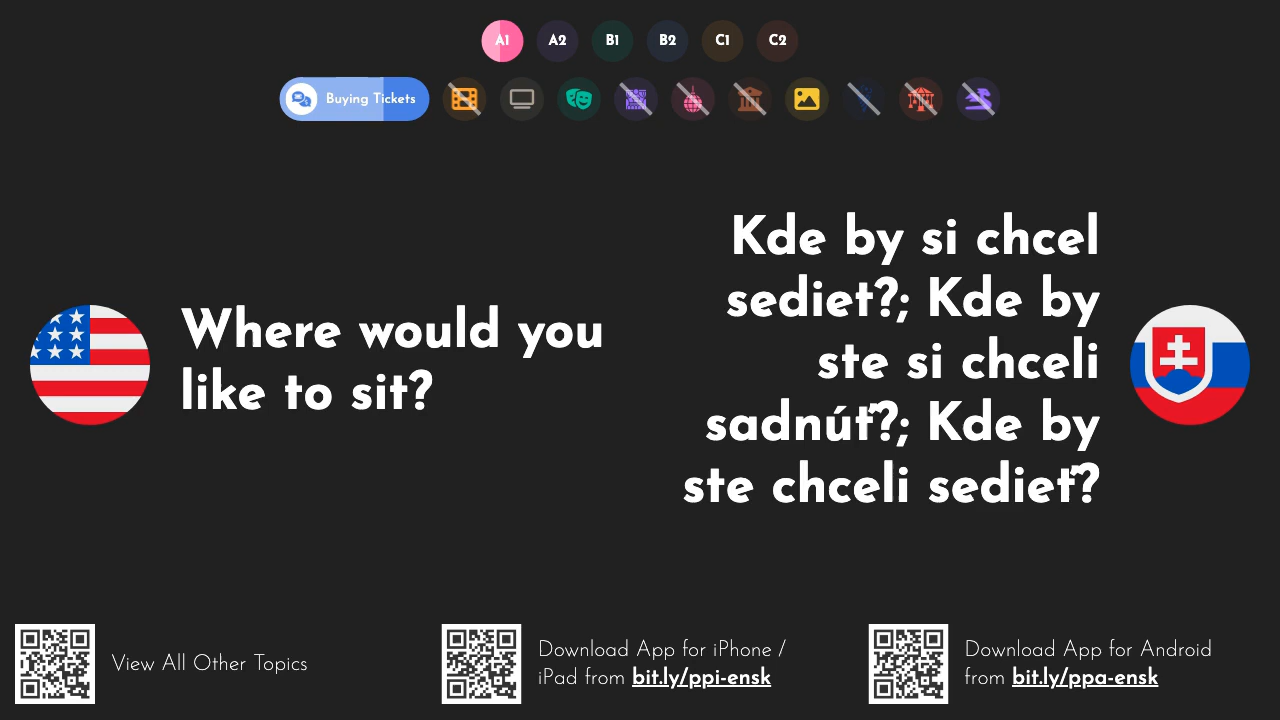 A1 A2 B1 B2 C1 C2
Buying Tickets
Where would you
like to sit?
Kde by si chcel
sediet?; Kde by
ste si chceli
sadnúť?; Kde by
ste chceli sedieť?
View All Other Topics
Download App for iPhone /
iPad from bit.ly/ppi-ensk
Download App for Android
from bit.ly/ppa-ensk